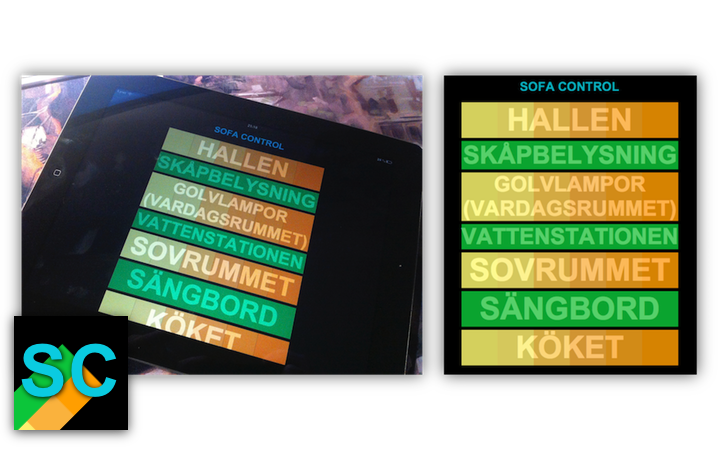 SOFA CONTROL
HALLEN
SKÅPBELYSNING
GOLVLAMPOR
(VARDAGSRUMMET)
VATTENSTATIONEN
SOVRUMMET
SÄNGBORD
KÖKET
SOFA CONTROL
HALLEN
SKÅPBELYSNING
GOLVLAMPOR
(VARDAGSRUMMET)
VATTENSTATIONEN
SOVRUMMET
SÄNGBORD
KÖKET
SC